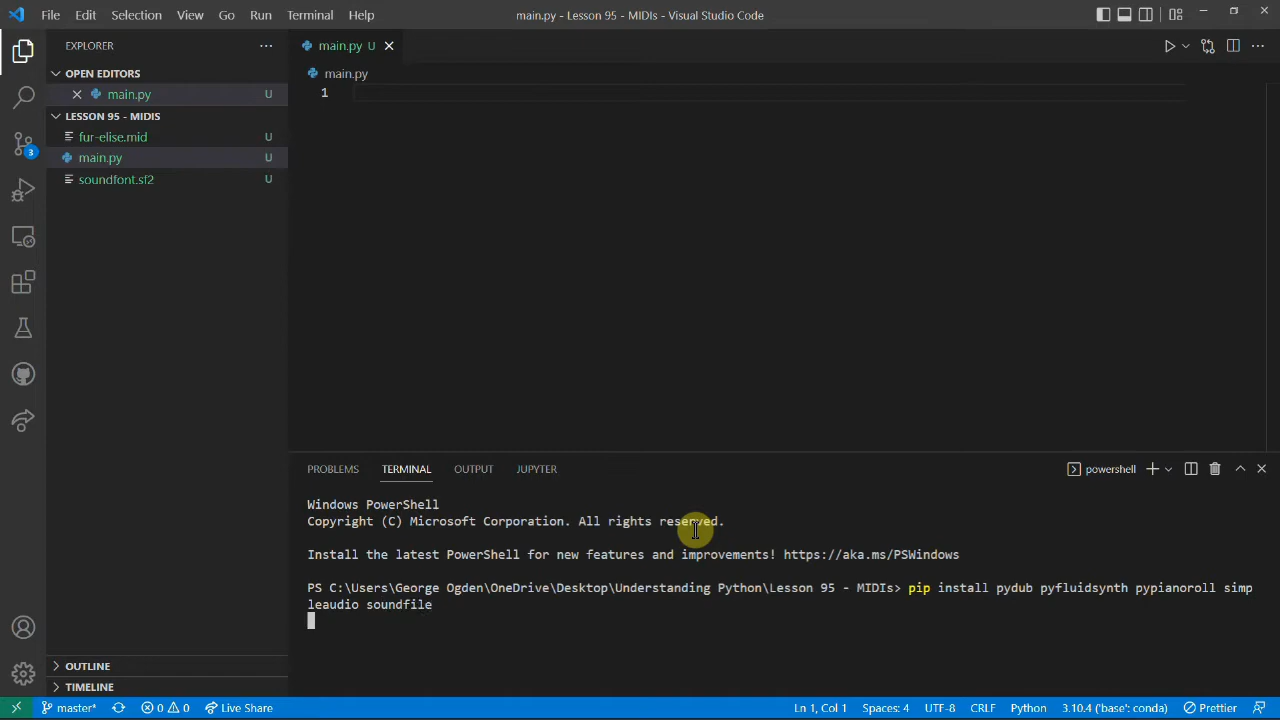 File Edit Selection View Go Run Terminal Help
main.py - Lesson 95 - MIDIs - Visual Studio Code
EXPLORER
main.py U
OPEN EDITORS
main.py
main.py U
1
LESSON 95 - MIDIS
fur-elise.mid U
main.py U
soundfont.sf2 U
3
PROBLEMS TERMINAL OUTPUT JUPYTER
powershell
Windows PowerShell
Copyright (C) Microsoft Corporation. All rights reserved.
Install the latest PowerShell for new features and improvements! https://aka.ms/PSWindows
PS C:\Users\George Ogden\OneDrive\Desktop\Understanding Python\Lesson 95 - MIDIs> pip install pydub pyfluidsynth pypianoroll simp
leaudio soundfile
OUTLINE
TIMELINE
master* 0 0 Live Share
Ln 1, Col 1 Spaces: 4 UTF-8 CRLF Python 3.10.4 ('base': conda) Prettier